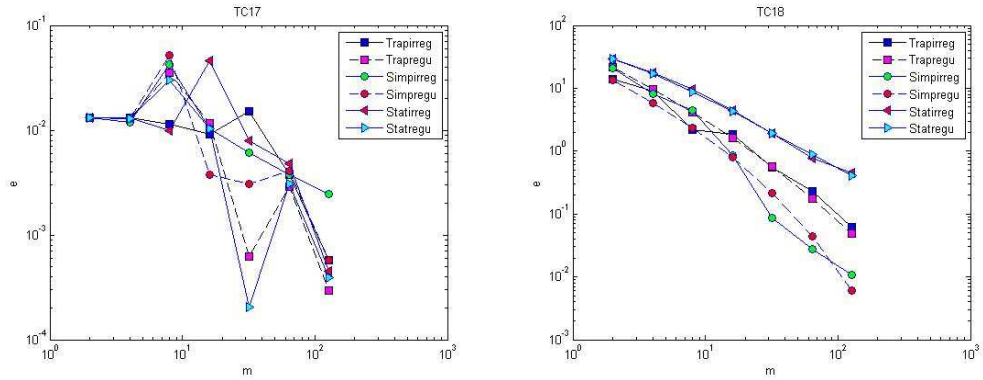 TC17
10^-1
10^-2
10^-3
10^-4
e
10^0
10^1
10^2
10^3
m
Trapirreg
Trapregu
Simpirreg
Simpregu
Statirreg
Statregu
TC18
10^2
10^1
10^0
10^-1
10^-2
10^-3
e
10^0
10^1
10^2
10^3
m
Trapirreg
Trapregu
Simpirreg
Simpregu
Statirreg
Statregu